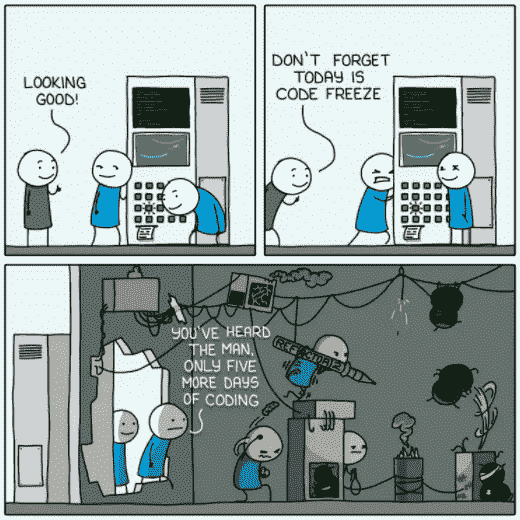 LOOKING
GOOD!
DON'T FORGET
TODAY IS
CODE FREEZE
YOU'VE HEARD
THE MAN.
ONLY FIVE
MORE DAYS
OF CODING